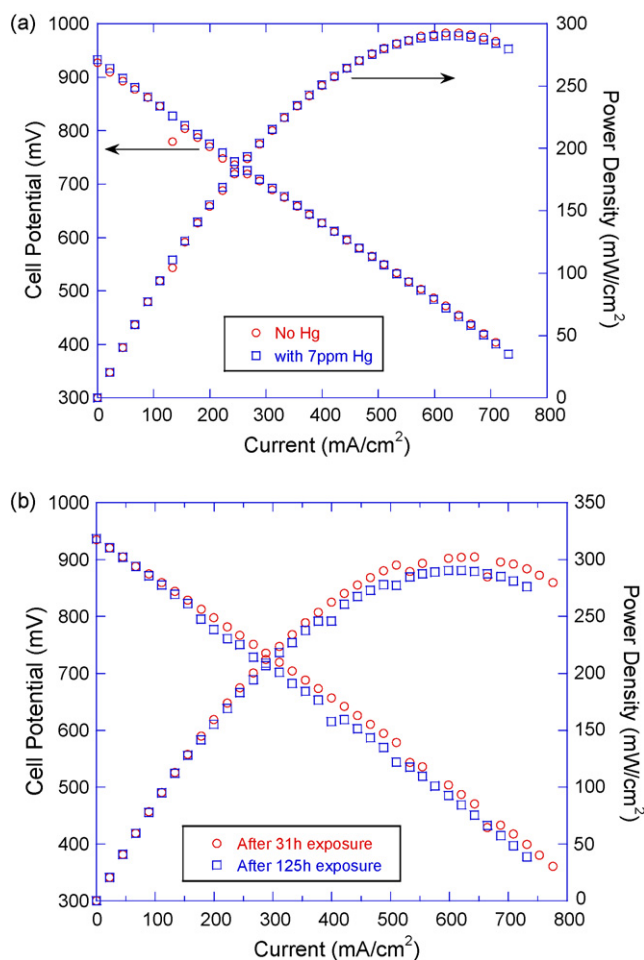 (a)
1000
900
800
700
600
500
400
300
Cell Potential (mV)
300
250
200
150
100
50
0
Power Density (mW/cm²)
No Hg
with 7ppm Hg
0 100 200 300 400 500 600 700 800
Current (mA/cm²)
(b)
1000
900
800
700
600
500
400
300
Cell Potential (mV)
350
300
250
200
150
100
50
0
Power Density (mW/cm²)
After 31h exposure
After 125h exposure
0 100 200 300 400 500 600 700 800
Current (mA/cm²)